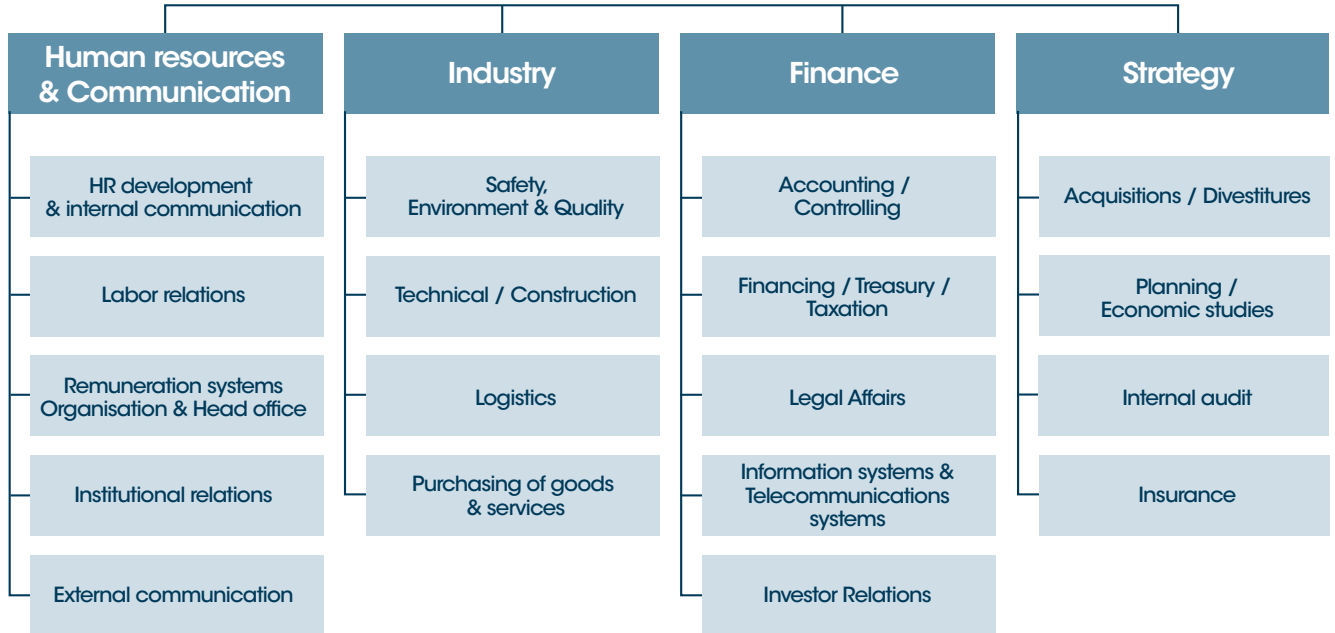 Human resources
& Communication
HR development
& internal communication
Labor relations
Remuneration systems
Organisation & Head office
Institutional relations
External communication
Industry
Safety,
Environment & Quality
Technical / Construction
Logistics
Purchasing of goods
& services
Finance
Accounting /
Controlling
Financing / Treasury /
Taxation
Legal Affairs
Information systems &
Telecommunications
systems
Investor Relations
Strategy
Acquisitions / Divestitures
Planning /
Economic studies
Internal audit
Insurance